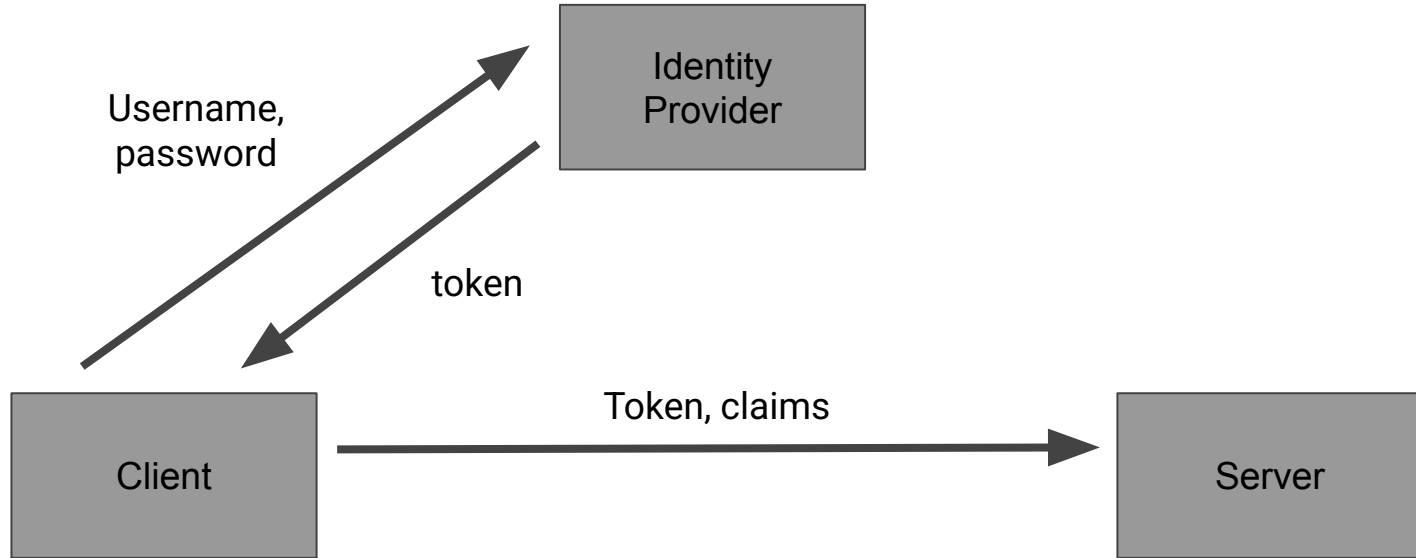 Identity
Provider
Username,
password
token
Token, claims
Client
Server